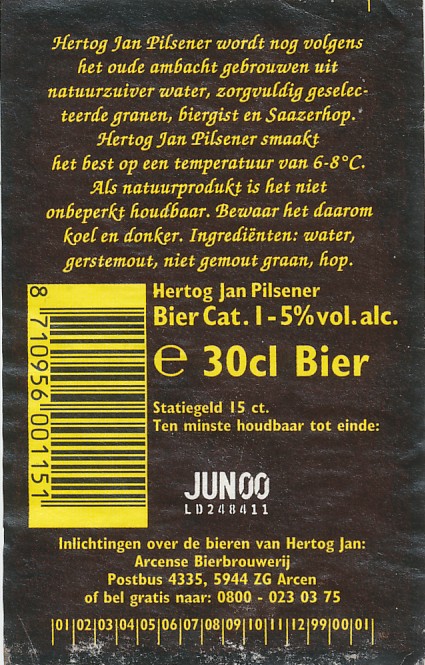 Hertog Jan Pilsener wordt nog volgens
het oude ambacht gebrouwen uit
natuurzuiver water, zorgvuldig geselec-
teerde granen, biergist en Saazerhop.
Hertog Jan Pilsener smaakt
het best op een temperatuur van 6-8°C.
Als natuurprodukt is het niet
onbeperkt houdbaar. Bewaar het daarom
koel en donker. Ingrediënten: water,
gerstemout, niet gemout graan, hop.
8 710956 001151
Hertog Jan Pilsener
Bier Cat. I - 5% vol. alc.
e 30cl Bier
Statiegeld 15 ct.
Ten minste houdbaar tot einde:
JUN00
LD248411
Inlichtingen over de bieren van Hertog Jan:
Arcense Bierbrouwerij
Postbus 4335, 5944 ZG Arcen
of bel gratis naar: 0800 - 023 03 75
|01|02|03|04|05|06|07|08|09|10|11|12|99|00|01|